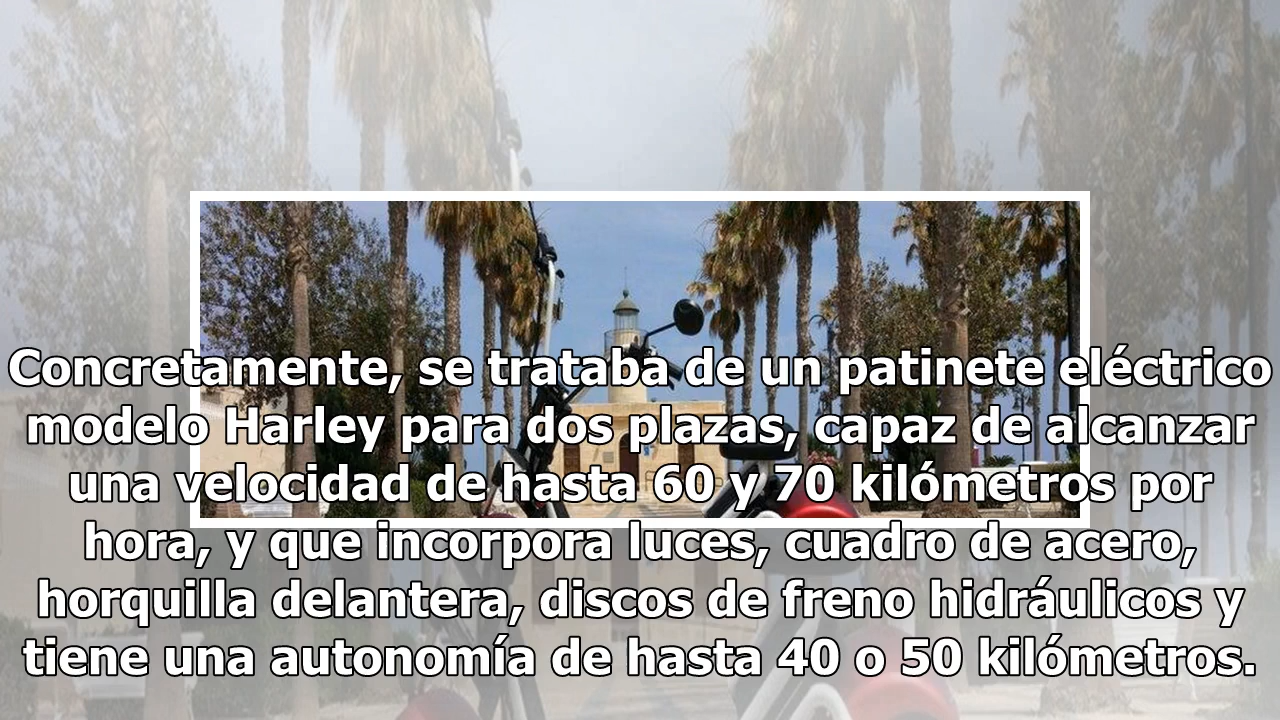 Concretamente, se trataba de un patinete eléctrico
modelo Harley para dos plazas, capaz de alcanzar
una velocidad de hasta 60 y 70 kilómetros por
hora, y que incorpora luces, cuadro de acero,
horquilla delantera, discos de freno hidráulicos y
tiene una autonomía de hasta 40 o 50 kilómetros.